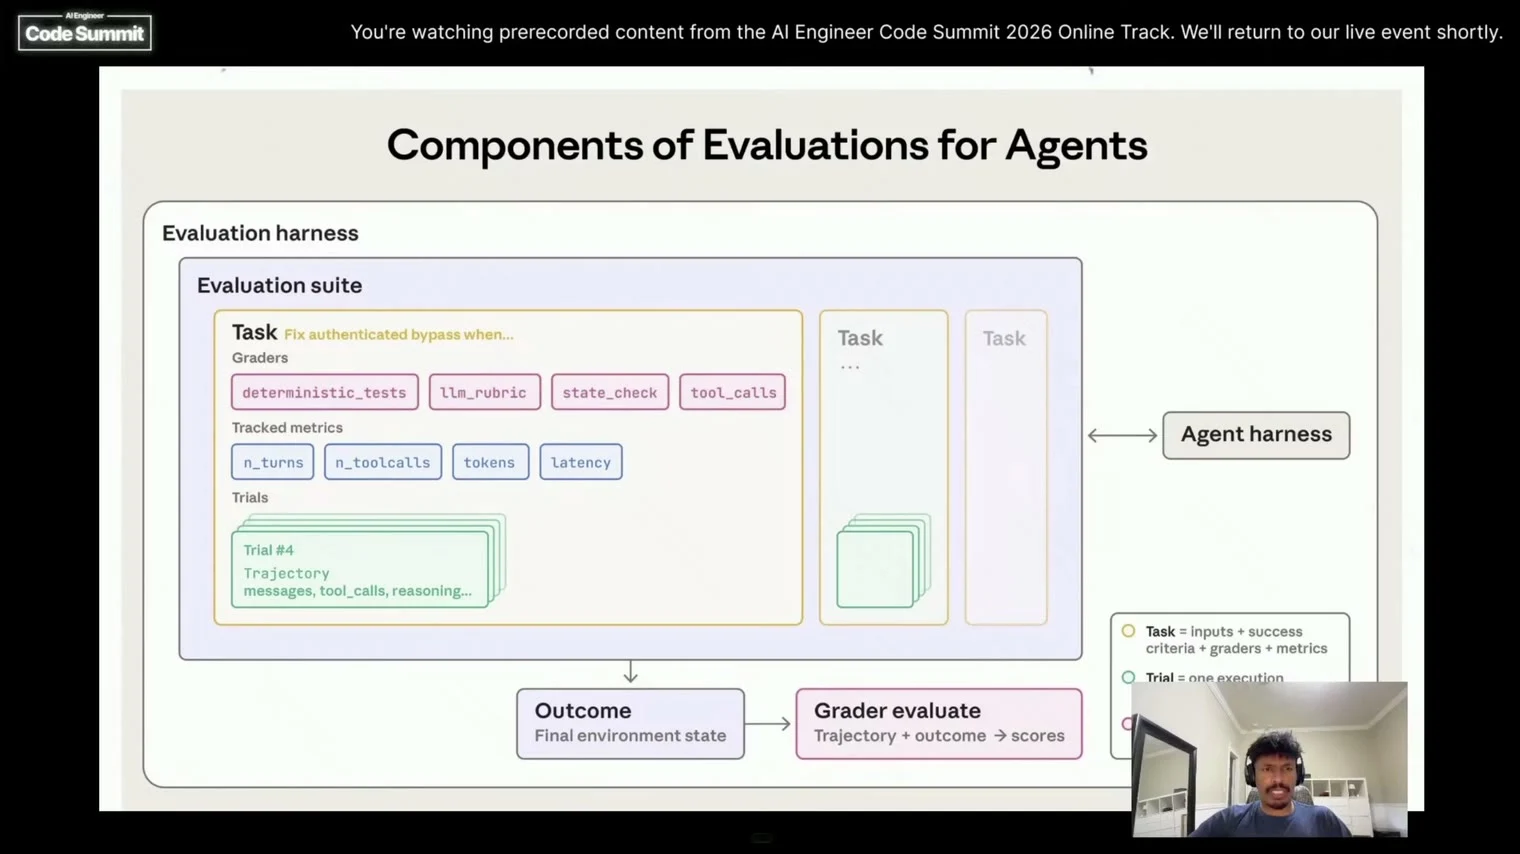 AI Engineer
Code Summit
You're watching prerecorded content from the AI Engineer Code Summit 2026 Online Track. We'll return to our live event shortly.
Components of Evaluations for Agents
Evaluation harness
Evaluation suite
Task Fix authenticated bypass when...
Graders
deterministic_tests llm_rubric state_check tool_calls
Tracked metrics
n_turns n_toolcalls tokens latency
Trials
Trial #4
Trajectory
messages, tool_calls, reasoning...
Task
...
Task
Agent harness
Outcome
Final environment state
Grader evaluate
Trajectory + outcome → scores
Task = inputs + success
criteria + graders + metrics
Trial = one execution